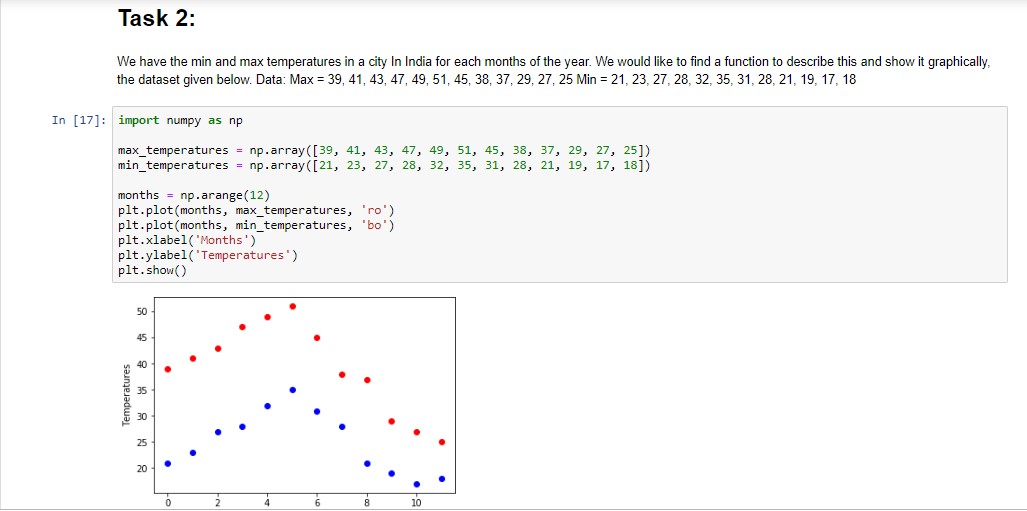 Task 2:
We have the min and max temperatures in a city In India for each months of the year. We would like to find a function to describe this and show it graphically,
the dataset given below. Data: Max = 39, 41, 43, 47, 49, 51, 45, 38, 37, 29, 27, 25 Min = 21, 23, 27, 28, 32, 35, 31, 28, 21, 19, 17, 18
In [17]: import numpy as np
max_temperatures = np.array([39, 41, 43, 47, 49, 51, 45, 38, 37, 29, 27, 25])
min_temperatures = np.array([21, 23, 27, 28, 32, 35, 31, 28, 21, 19, 17, 18])
months = np.arange(12)
plt.plot(months, max_temperatures, 'ro')
plt.plot(months, min_temperatures, 'bo')
plt.xlabel('Months')
plt.ylabel('Temperatures')
plt.show()
50
45
40
35
30
25
20
Temperatures
0 2 4 6 8 10